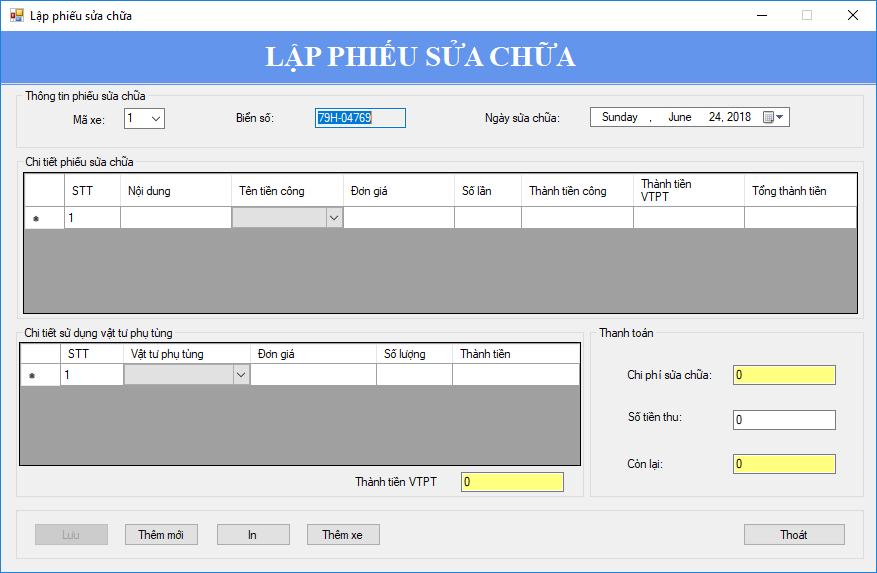 Lập phiếu sửa chữa
LẬP PHIẾU SỬA CHỮA
Thông tin phiếu sửa chữa
Mã xe: 1 Biển số: 79H-04769 Ngày sửa chữa: Sunday , June 24, 2018
Chi tiết phiếu sửa chữa
STT Nội dung Tên tiền công Đơn giá Số lần Thành tiền công Thành tiền VTPT Tổng thành tiền
1
Chi tiết sử dụng vật tư phụ tùng
STT Vật tư phụ tùng Đơn giá Số lượng Thành tiền
1
Thành tiền VTPT 0
Thanh toán
Chi phí sửa chữa: 0
Số tiền thu: 0
Còn lại: 0
Lưu Thêm mới In Thêm xe Thoát